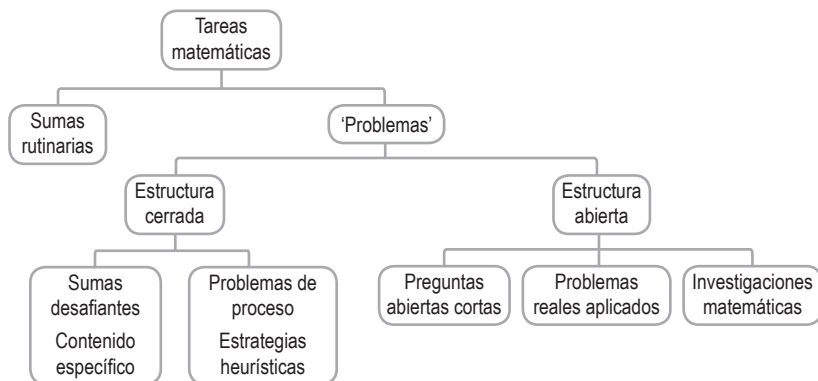 Tareas
matemáticas
Sumas
rutinarias
‘Problemas’
Estructura
cerrada
Estructura
abierta
Sumas
desafiantes
Contenido
específico
Problemas de
proceso
Estrategias
heurísticas
Preguntas
abiertas cortas
Problemas
reales aplicados
Investigaciones
matemáticas